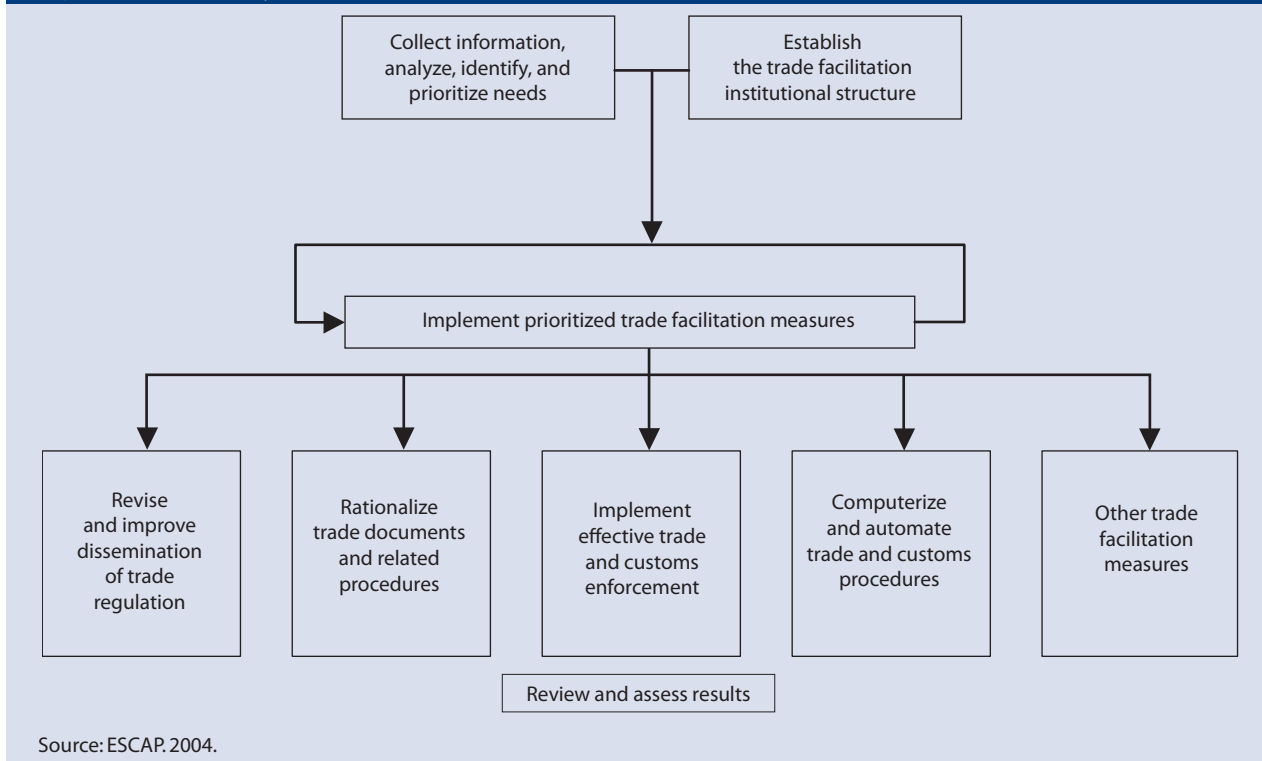 Collect information,
analyze, identify, and
prioritize needs
Establish
the trade facilitation
institutional structure
Implement prioritized trade facilitation measures
Revise
and improve
dissemination
of trade
regulation
Rationalize
trade documents
and related
procedures
Implement
effective trade
and customs
enforcement
Computerize
and automate
trade and customs
procedures
Other trade
facilitation
measures
Review and assess results
Source: ESCAP. 2004.